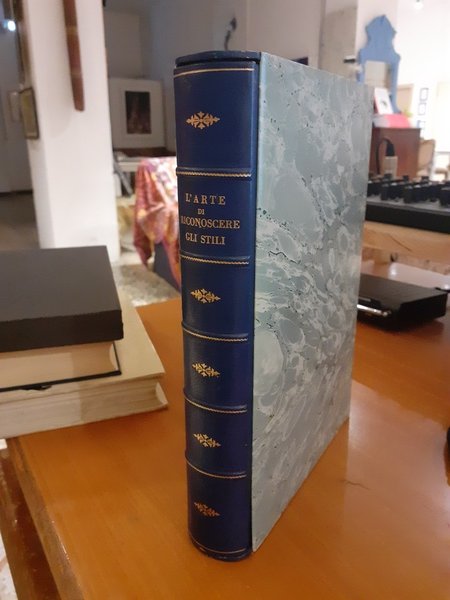 L'ARTE
DI
RICONOSCERE
GLI STILI